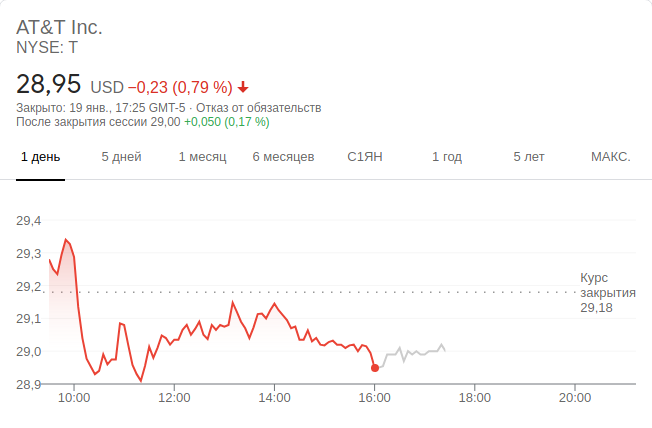 AT&T Inc.
NYSE: T
28,95 USD −0,23 (0,79 %)
Закрыто: 19 янв., 17:25 GMT-5 · Отказ от обязательств
После закрытия сессии 29,00 +0,050 (0,17 %)
1 день 5 дней 1 месяц 6 месяцев С1ЯН 1 год 5 лет МАКС.
29,4
29,3
29,2
29,1
29,0
28,9
Курс
закрытия
29,18
10:00 12:00 14:00 16:00 18:00 20:00